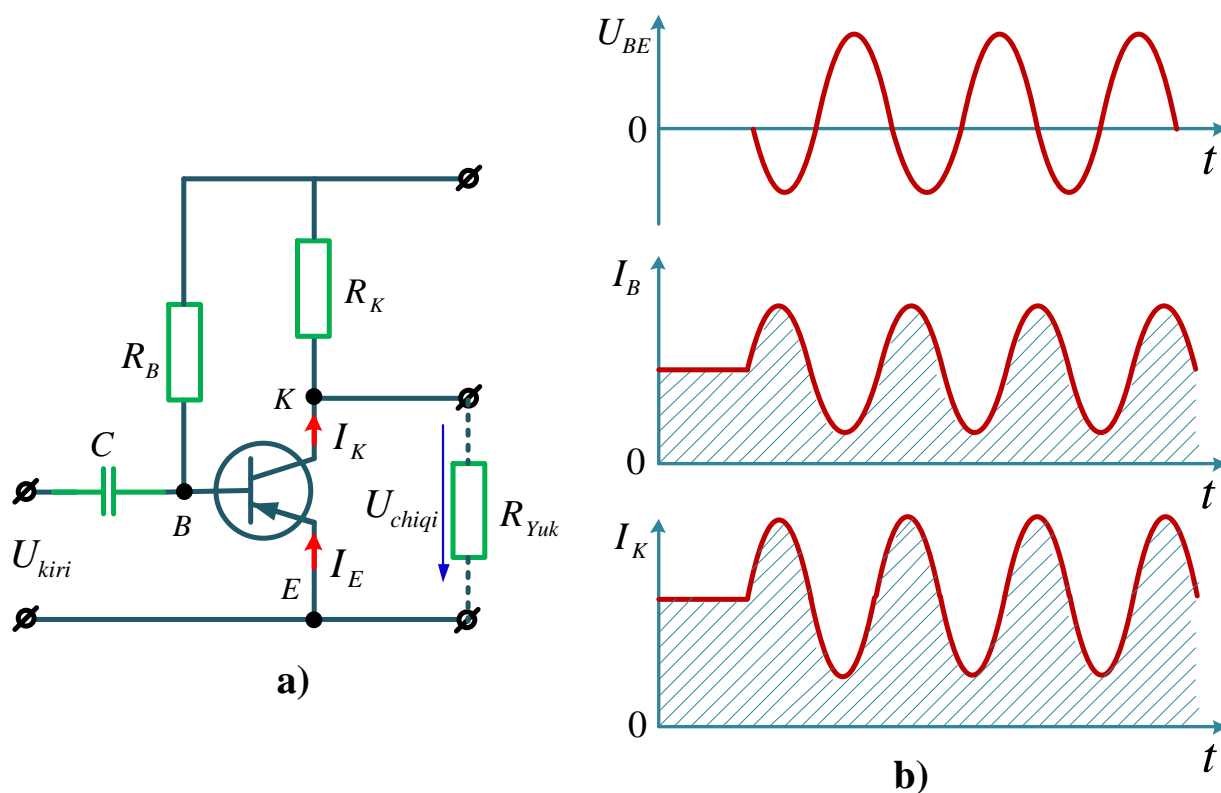 R_K
R_B
K
I_K
C
B
U_chiqi
R_Yuk
U_kiri
E
I_E
a)
U_BE
0
t
I_B
0
t
I_K
0
t
b)